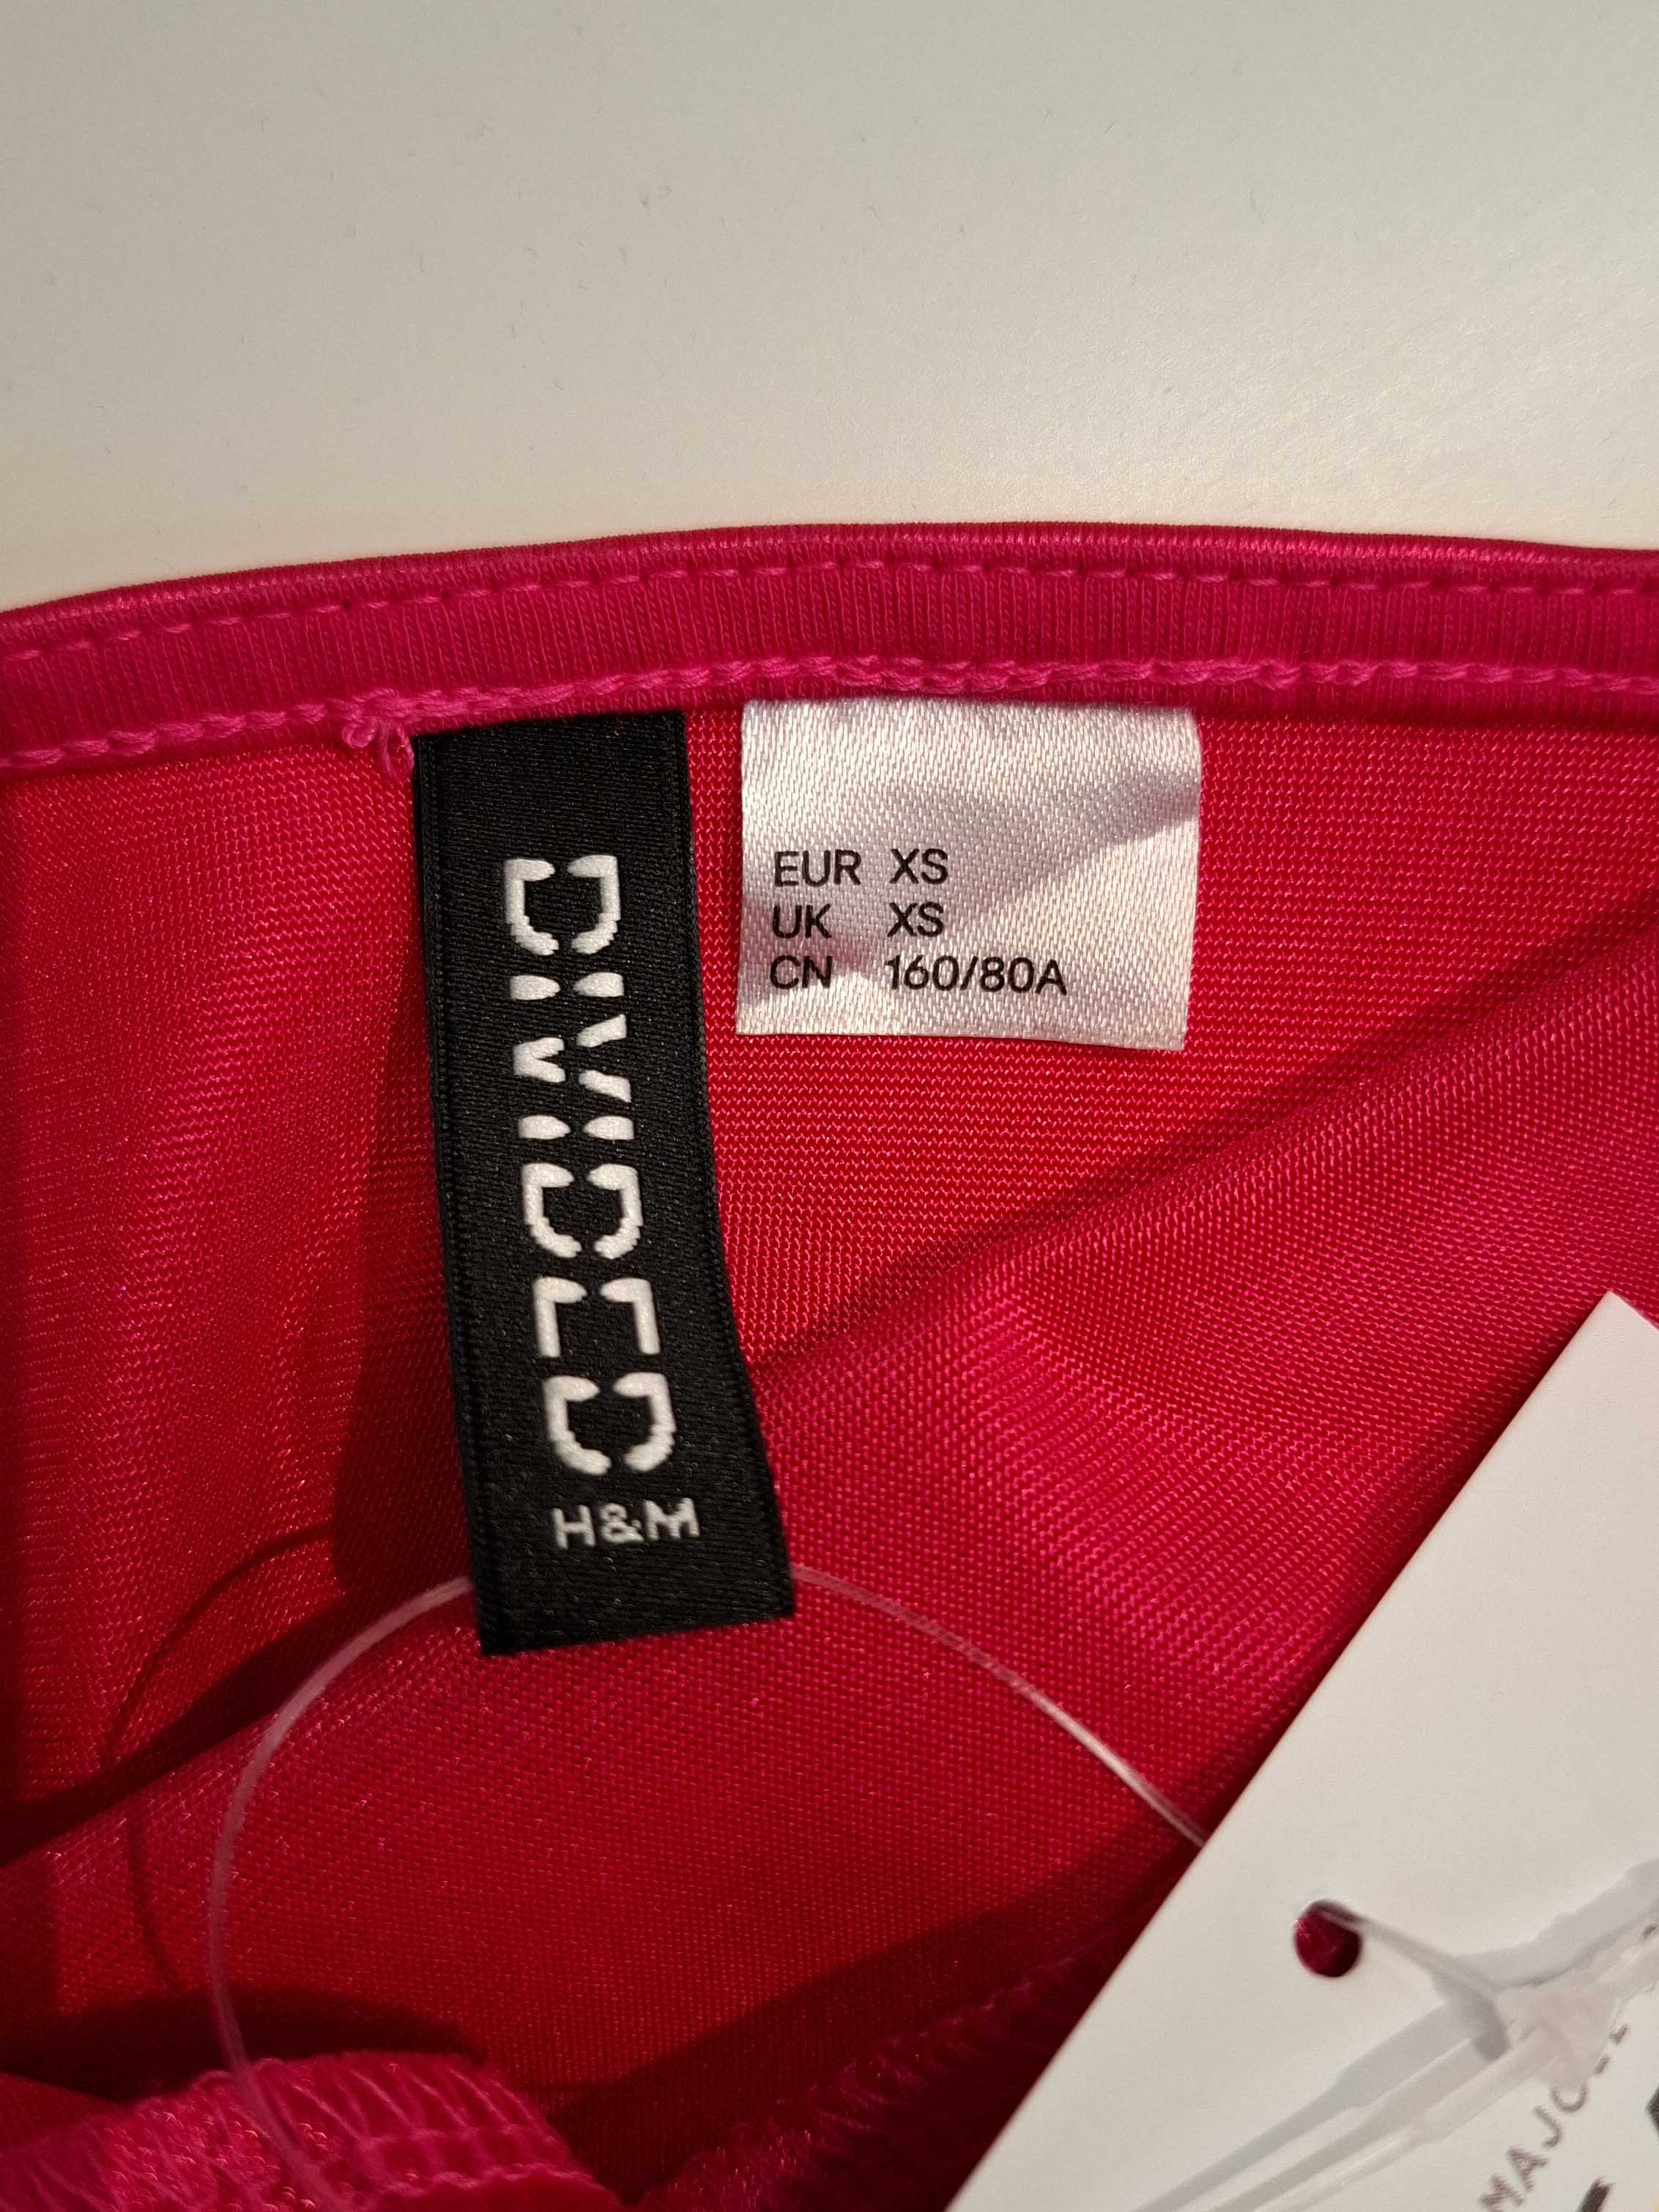 DIVIDED
H&M
EUR XS
UK XS
CN 160/80A